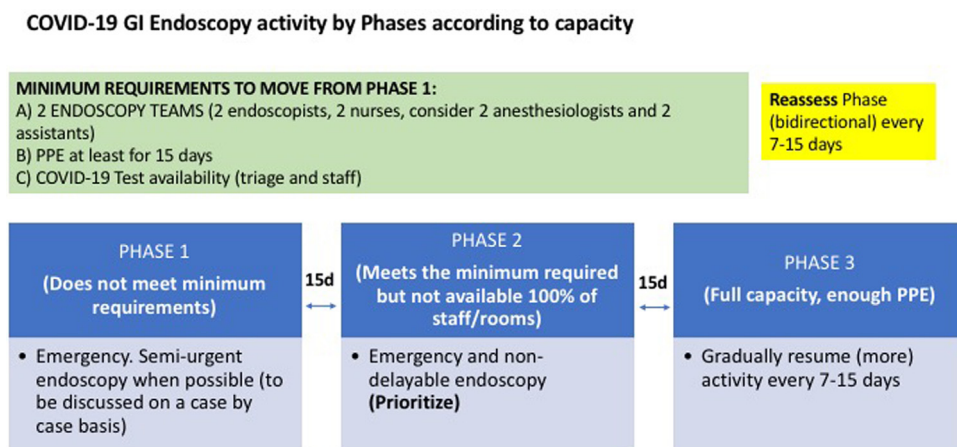 COVID-19 GI Endoscopy activity by Phases according to capacity
MINIMUM REQUIREMENTS TO MOVE FROM PHASE 1:
A) 2 ENDOSCOPY TEAMS (2 endoscopists, 2 nurses, consider 2 anesthesiologists and 2
assistants)
B) PPE at least for 15 days
C) COVID-19 Test availability (triage and staff)
Reassess Phase
(bidirectional) every
7-15 days
PHASE 1
(Does not meet minimum
requirements)
• Emergency. Semi-urgent
endoscopy when possible (to
be discussed on a case by
case basis)
15d
PHASE 2
(Meets the minimum required
but not available 100% of
staff/rooms)
• Emergency and non-
delayable endoscopy
(Prioritize)
15d
PHASE 3
(Full capacity, enough PPE)
• Gradually resume (more)
activity every 7-15 days